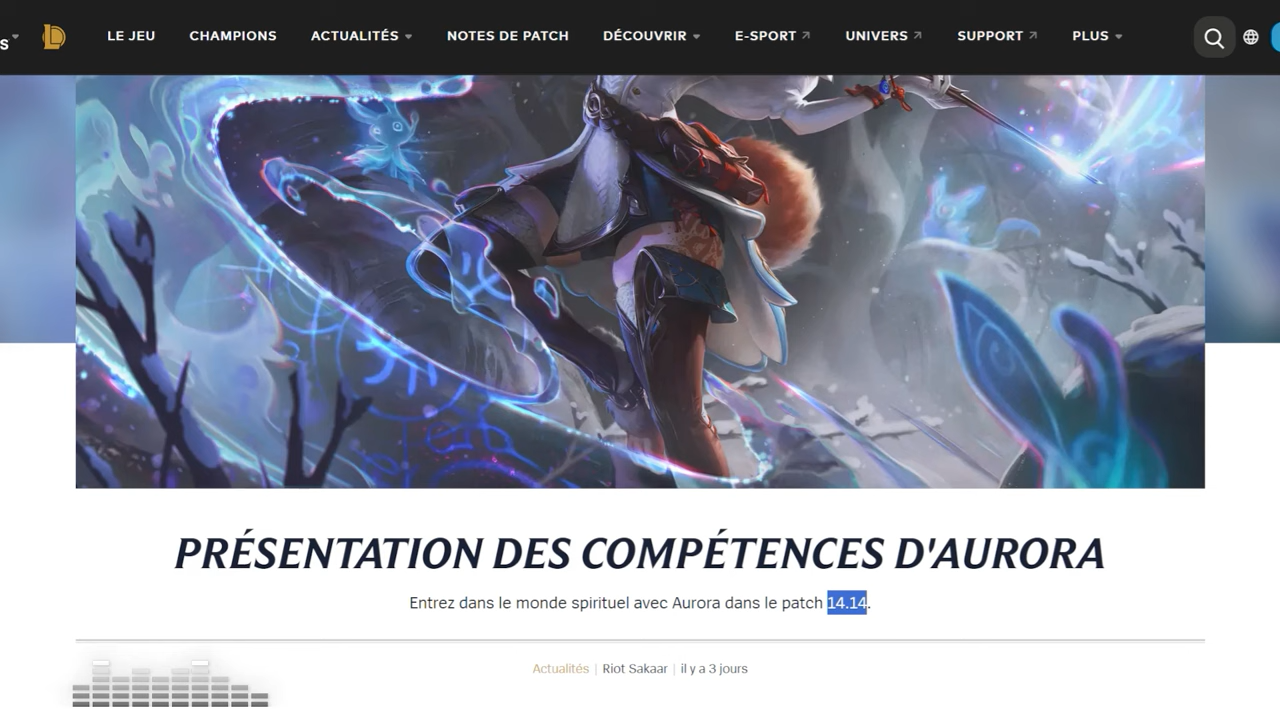 S
LE JEU CHAMPIONS ACTUALITÉS NOTES DE PATCH DÉCOUVRIR E-SPORT UNIVERS SUPPORT PLUS
PRÉSENTATION DES COMPÉTENCES D'AURORA
Entrez dans le monde spirituel avec Aurora dans le patch 14.14.
Actualités | Riot Sakaar | il y a 3 jours